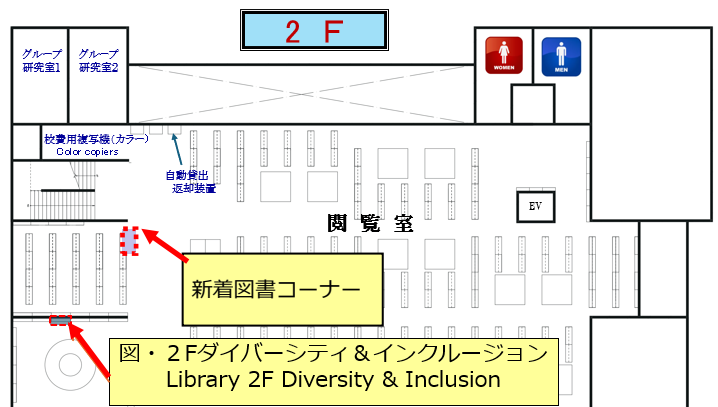 2 F
グループ
研究室1
グループ
研究室2
WOMEN
MEN
校費用複写機(カラー)
Color copiers
自動貸出
返却装置
EV
閲 覧 室
新着図書コーナー
図・２Fダイバーシティ＆インクルージョン
Library 2F Diversity & Inclusion